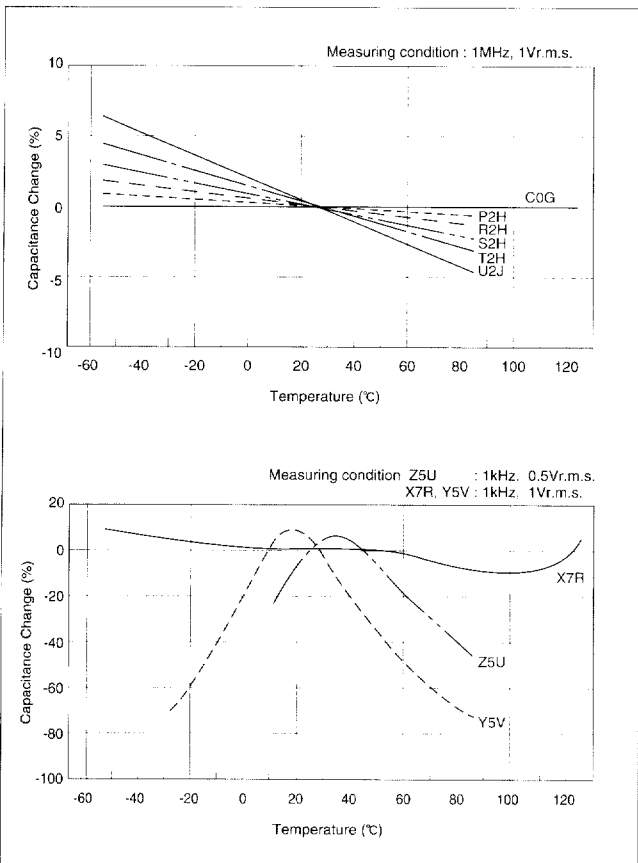 Measuring condition : 1MHz, 1Vr.m.s.
10
5
0
-5
-10
Capacitance Change (%)
C0G
P2H
R2H
S2H
T2H
U2J
-60 -40 -20 0 20 40 60 80 100 120
Temperature (℃)
Measuring condition Z5U : 1kHz. 0.5Vr.m.s.
X7R, Y5V : 1kHz, 1Vr.m.s.
20
0
-20
-40
-60
-80
-100
Capacitance Change (%)
X7R
Z5U
Y5V
-60 -40 -20 0 20 40 60 80 100 120
Temperature (℃)